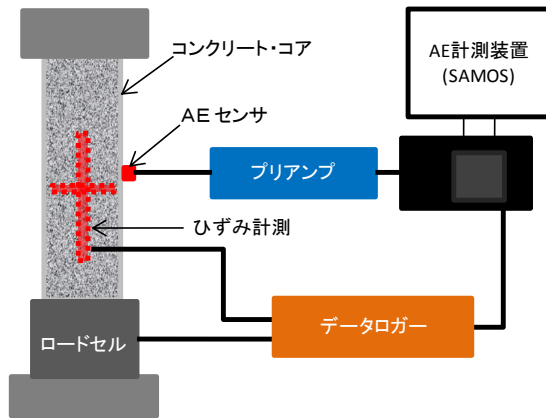 コンクリート・コア
AE計測装置
(SAMOS)
AE センサ
プリアンプ
ひずみ計測
データロガー
ロードセル